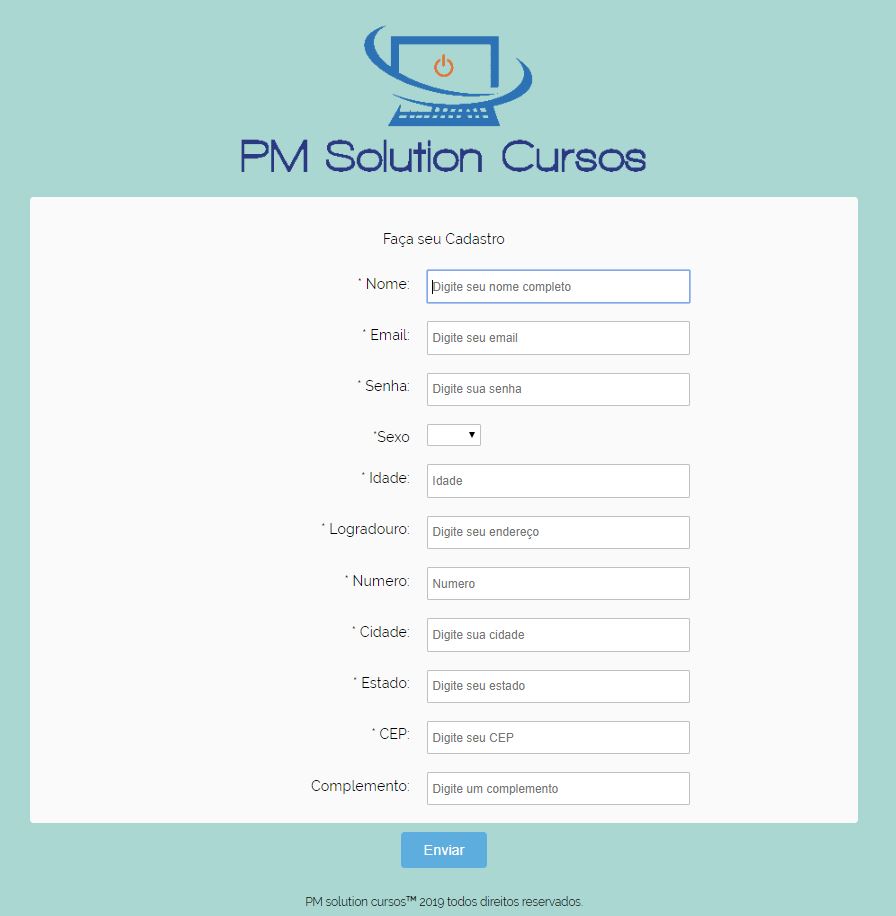 PM Solution Cursos
Faça seu Cadastro
* Nome: Digite seu nome completo
* Email: Digite seu email
* Senha: Digite sua senha
*Sexo
* Idade: Idade
* Logradouro: Digite seu endereço
* Numero: Numero
* Cidade: Digite sua cidade
* Estado: Digite seu estado
* CEP: Digite seu CEP
Complemento: Digite um complemento
Enviar
PM solution cursos™ 2019 todos direitos reservados.